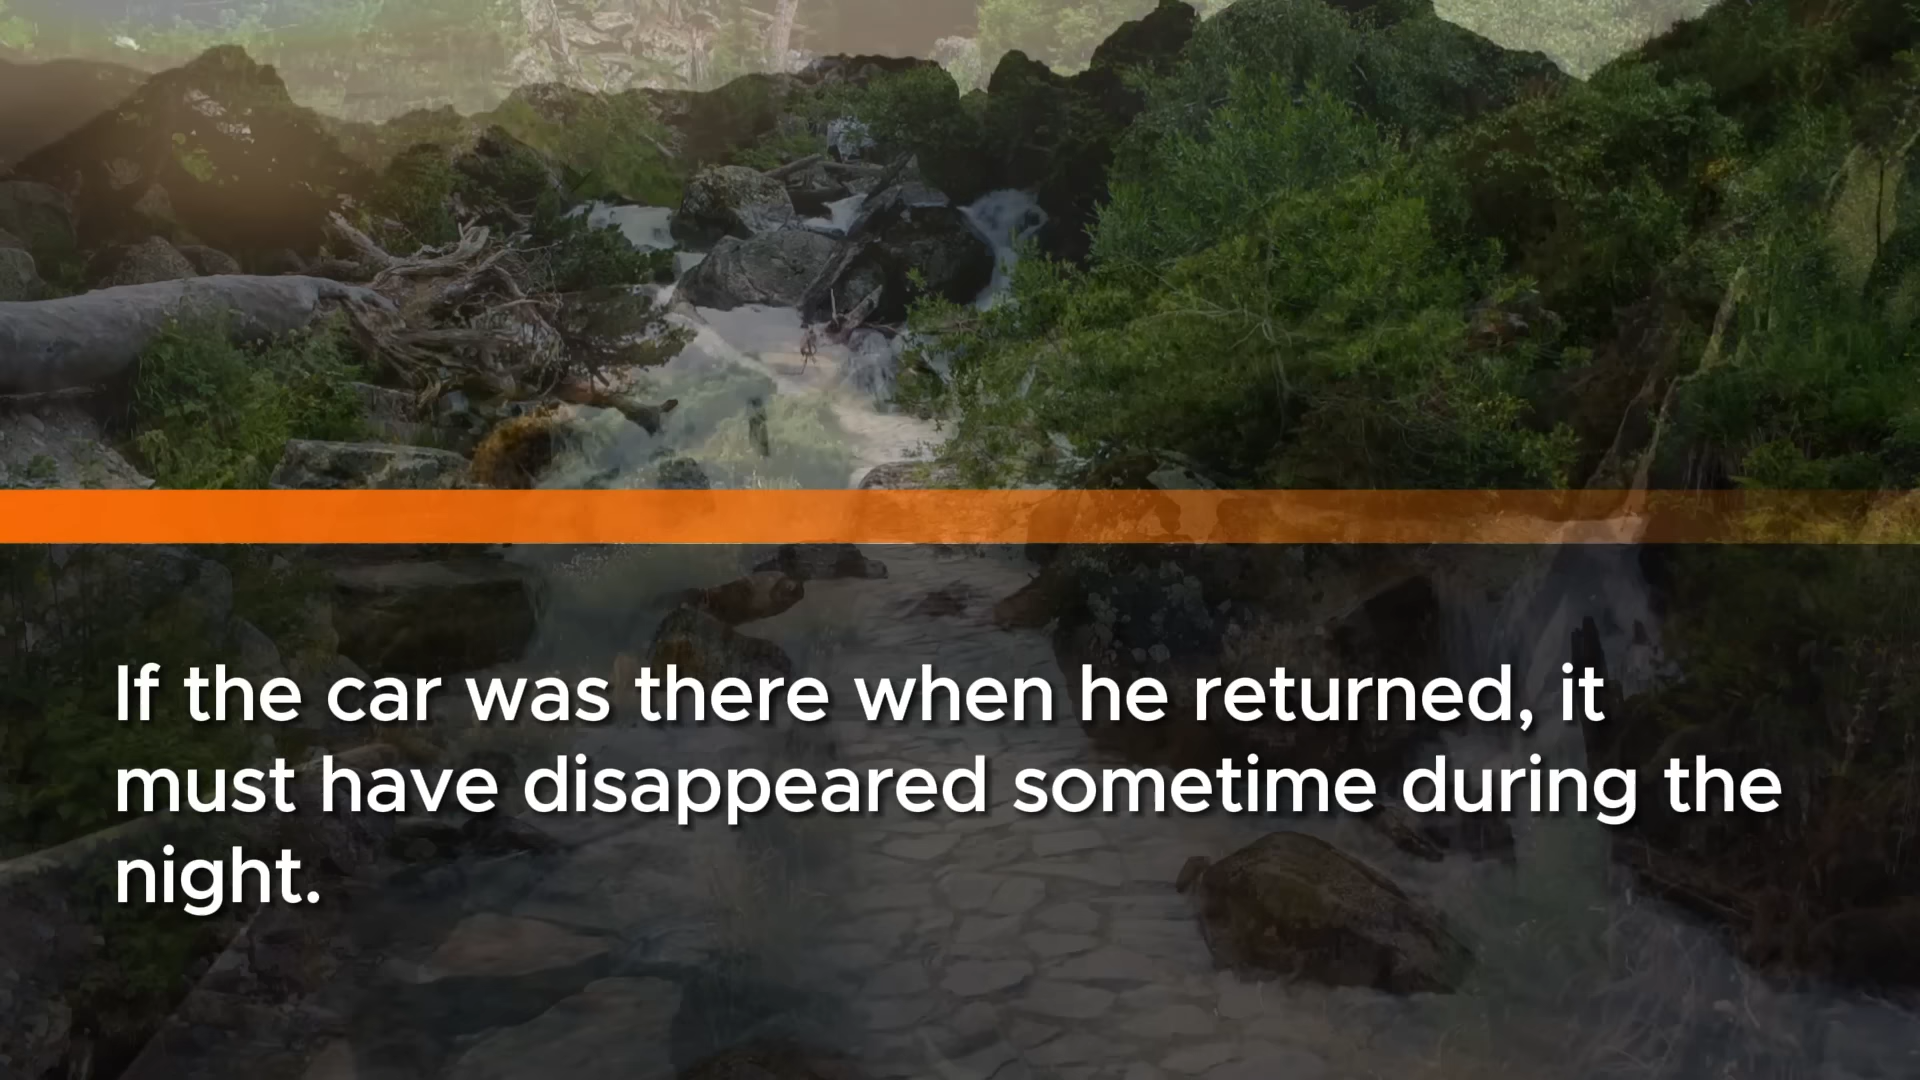 If the car was there when he returned, it
must have disappeared sometime during the
night.